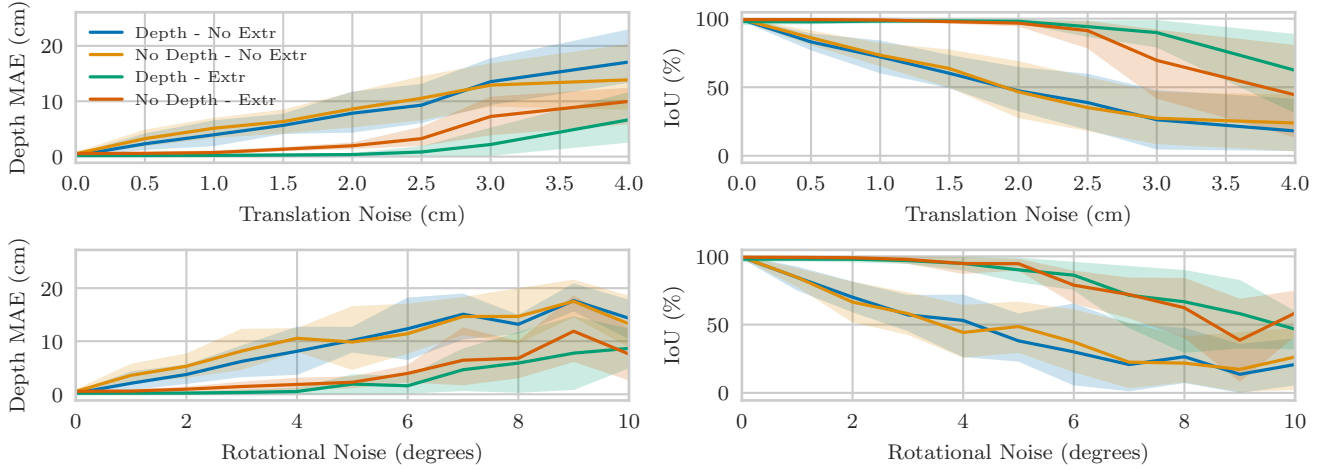 Depth MAE (cm)
20
10
0
Depth - No Extr
No Depth - No Extr
Depth - Extr
No Depth - Extr
0.0 0.5 1.0 1.5 2.0 2.5 3.0 3.5 4.0
Translation Noise (cm)
IoU (%)
100
50
0
0.0 0.5 1.0 1.5 2.0 2.5 3.0 3.5 4.0
Translation Noise (cm)
Depth MAE (cm)
20
10
0
0 2 4 6 8 10
Rotational Noise (degrees)
IoU (%)
100
50
0
0 2 4 6 8 10
Rotational Noise (degrees)